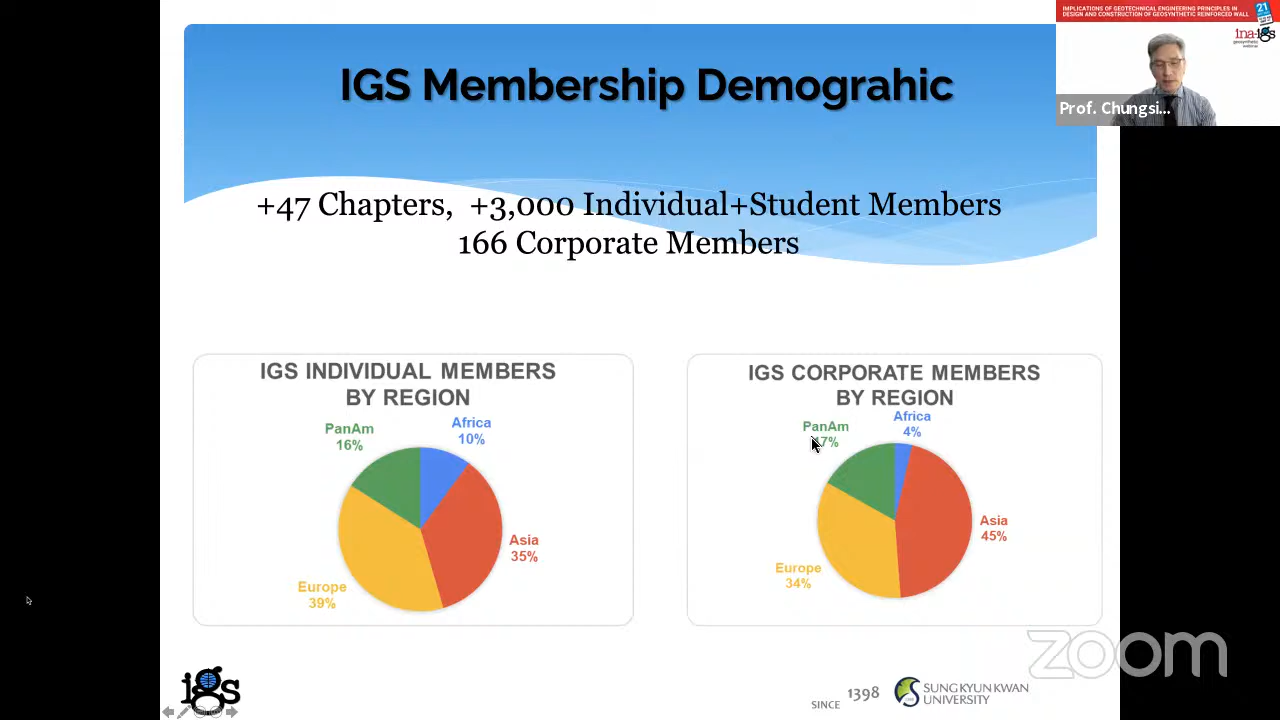 IMPLICATIONS OF GEOTECHNICAL ENGINEERING PRINCIPLES IN
DESIGN AND CONSTRUCTION OF GEOSYNTHETIC REINFORCED WALL
21
ina-igs
geosynthetic
webinar
Prof. Chungsi...
IGS Membership Demograhic
+47 Chapters, +3,000 Individual+Student Members
166 Corporate Members
IGS INDIVIDUAL MEMBERS
BY REGION
PanAm
16%
Africa
10%
Asia
35%
Europe
39%
IGS CORPORATE MEMBERS
BY REGION
PanAm
17%
Africa
4%
Asia
45%
Europe
34%
igs
SINCE 1398
SUNG KYUN KWAN
UNIVERSITY
zoom